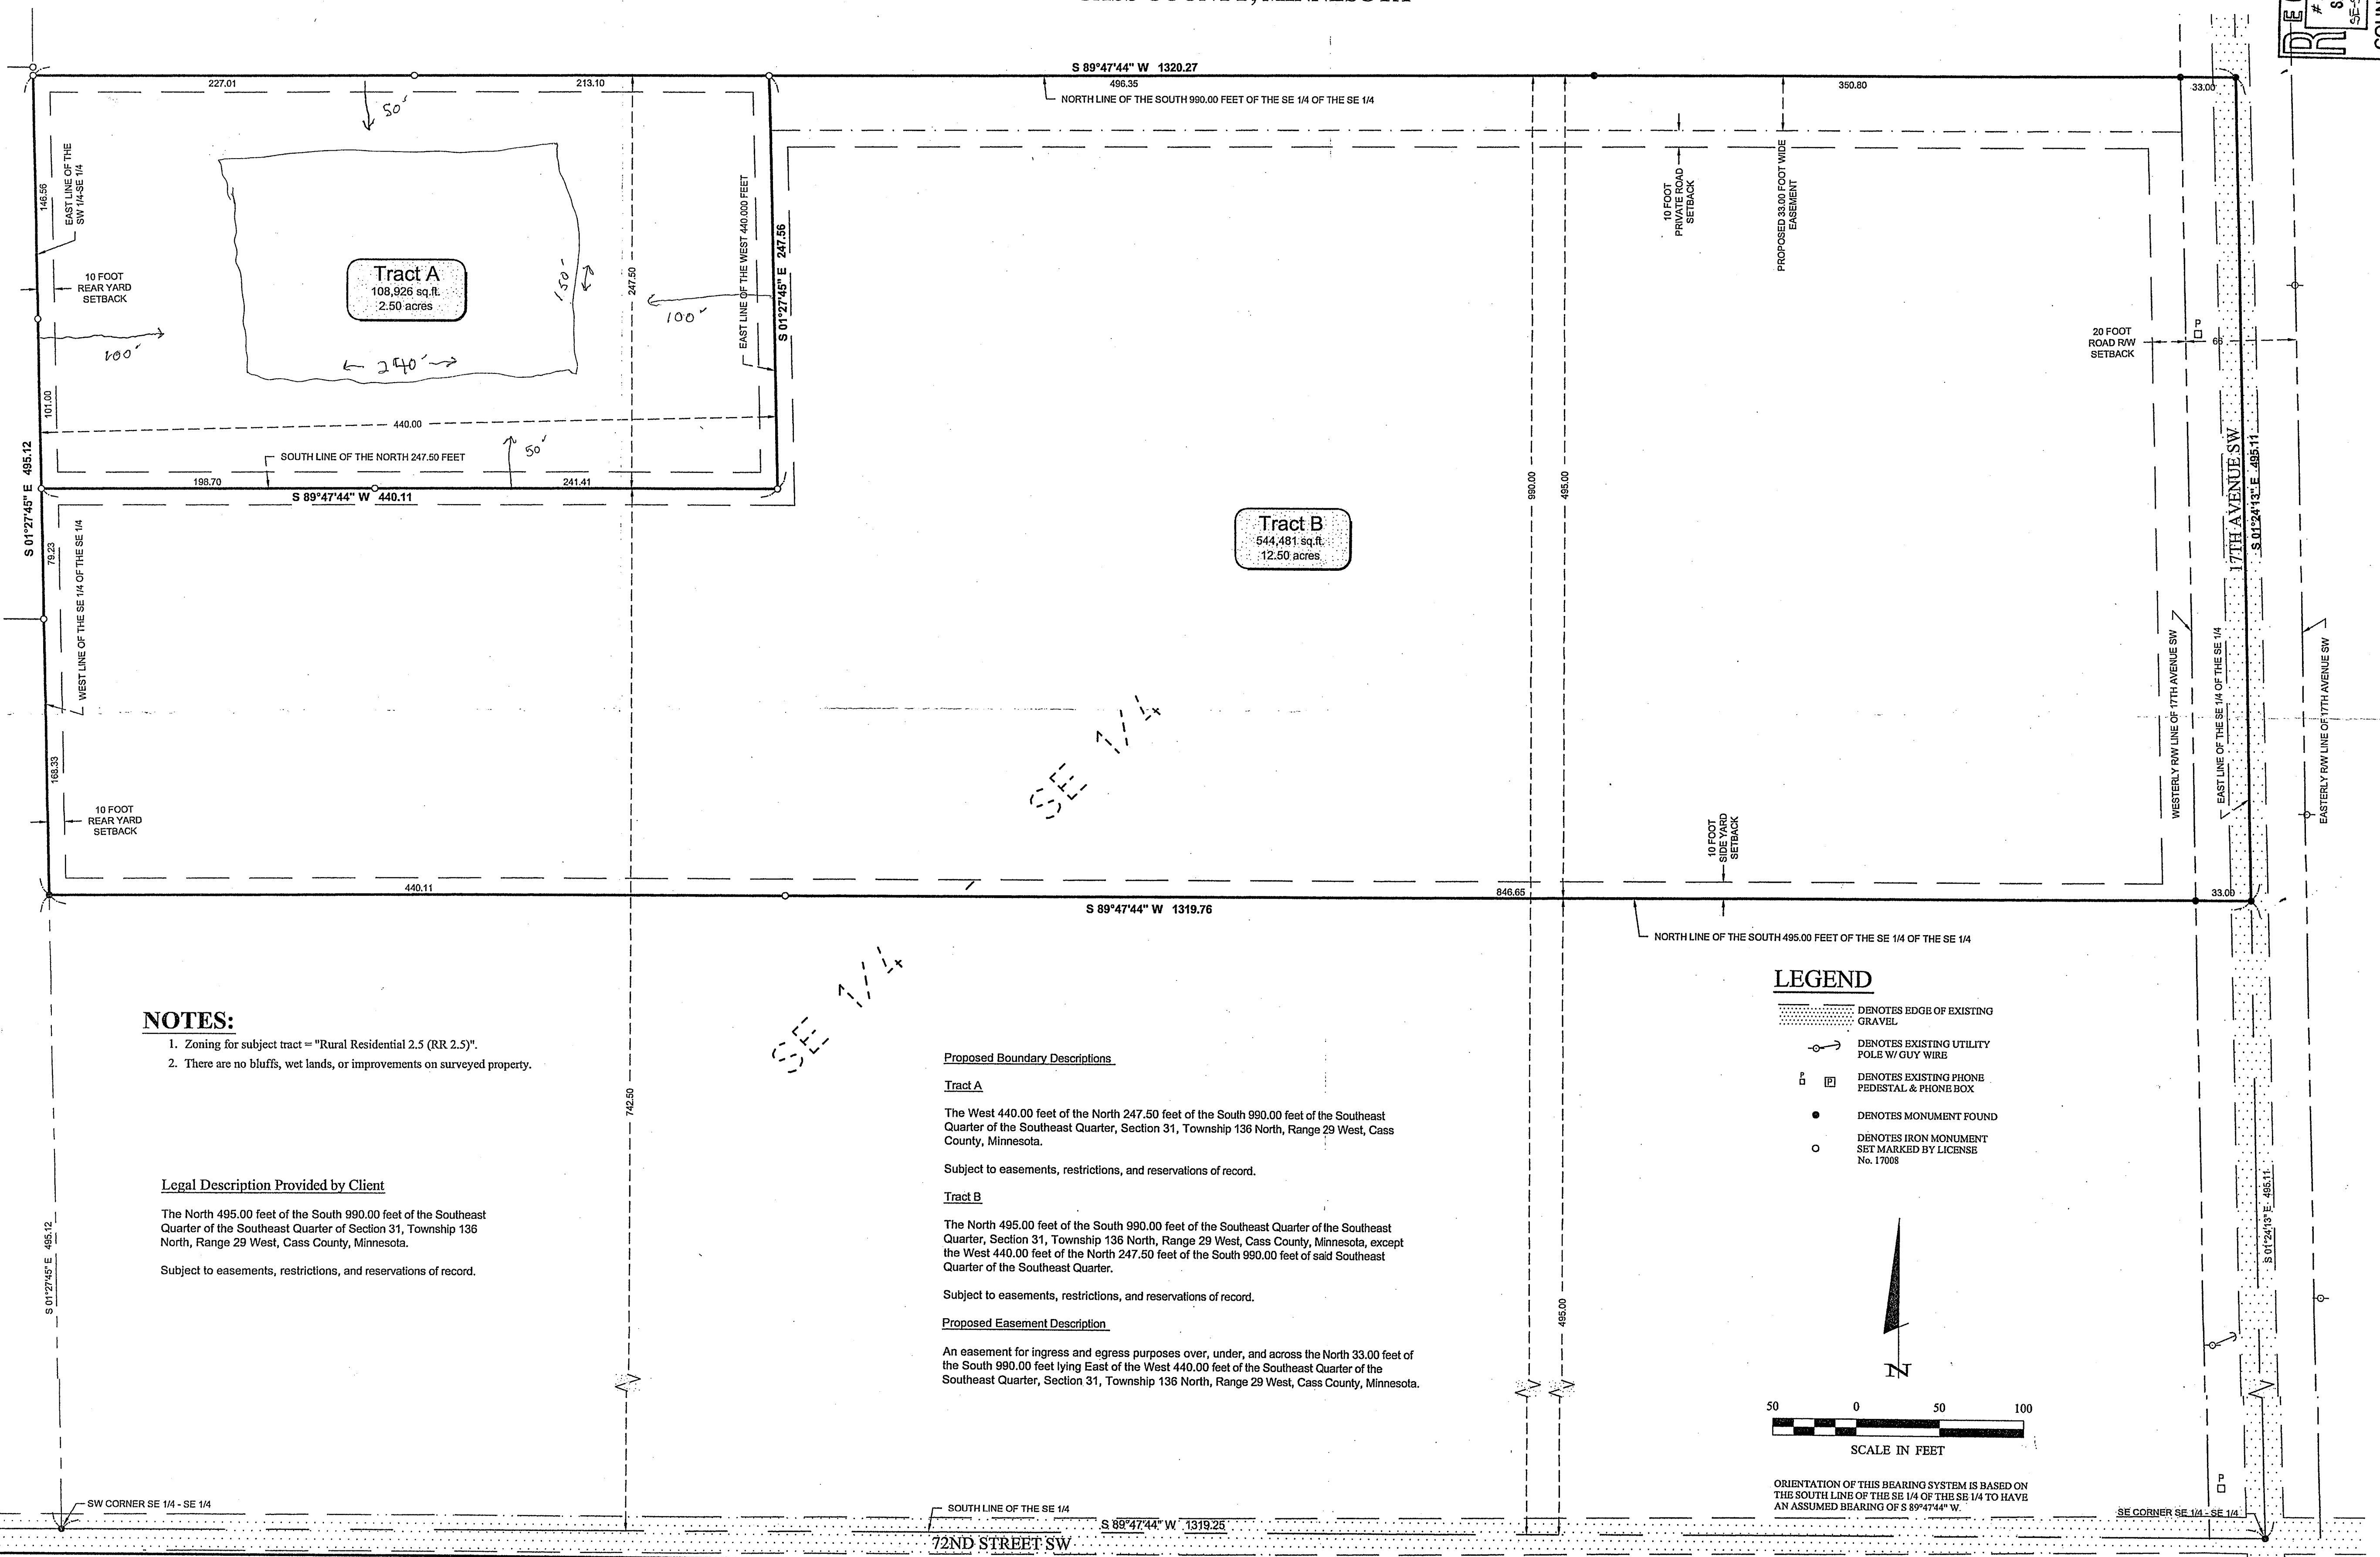 S 89°47'44" W 1320.27
227.01
213.10
496.35
350.80
33.00
NORTH LINE OF THE SOUTH 990.00 FEET OF THE SE 1/4 OF THE SE 1/4
50'
EAST LINE OF THE
SW 1/4-SE 1/4
146.56
10 FOOT
REAR YARD
SETBACK
Tract A
108,926 sq.ft.
2.50 acres
150'
247.50
100'
100'
240'
EAST LINE OF THE WEST 440.000 FEET
S 01°27'45" E 247.56
10 FOOT
PRIVATE ROAD
SETBACK
PROPOSED 33.00 FOOT WIDE
EASEMENT
20 FOOT
ROAD R/W
SETBACK
P
66
101.00
440.00
50'
SOUTH LINE OF THE NORTH 247.50 FEET
198.70
241.41
S 89°47'44" W 440.11
S 01°27'45" E 495.12
79.23
WEST LINE OF THE SE 1/4 OF THE SE 1/4
168.33
10 FOOT
REAR YARD
SETBACK
Tract B
544,481 sq.ft.
12.50 acres
990.00
495.00
17TH AVENUE SW
S 01°24'13" E 495.11
WESTERLY R/W LINE OF 17TH AVENUE SW
EAST LINE OF THE SE 1/4 OF THE SE 1/4
EASTERLY R/W LINE OF 17TH AVENUE SW
SE 1/4
10 FOOT
SIDE YARD
SETBACK
440.11
846.65
33.00
S 89°47'44" W 1319.76
NORTH LINE OF THE SOUTH 495.00 FEET OF THE SE 1/4 OF THE SE 1/4
SE 1/4
NOTES:
1. Zoning for subject tract = "Rural Residential 2.5 (RR 2.5)".
2. There are no bluffs, wet lands, or improvements on surveyed property.
Legal Description Provided by Client
The North 495.00 feet of the South 990.00 feet of the Southeast
Quarter of the Southeast Quarter of Section 31, Township 136
North, Range 29 West, Cass County, Minnesota.
Subject to easements, restrictions, and reservations of record.
S 01°27'45" E 495.12
742.50
Proposed Boundary Descriptions
Tract A
The West 440.00 feet of the North 247.50 feet of the South 990.00 feet of the Southeast
Quarter of the Southeast Quarter, Section 31, Township 136 North, Range 29 West, Cass
County, Minnesota.
Subject to easements, restrictions, and reservations of record.
Tract B
The North 495.00 feet of the South 990.00 feet of the Southeast Quarter of the Southeast
Quarter, Section 31, Township 136 North, Range 29 West, Cass County, Minnesota, except
the West 440.00 feet of the North 247.50 feet of the South 990.00 feet of said Southeast
Quarter of the Southeast Quarter.
Subject to easements, restrictions, and reservations of record.
Proposed Easement Description
An easement for ingress and egress purposes over, under, and across the North 33.00 feet of
the South 990.00 feet lying East of the West 440.00 feet of the Southeast Quarter of the
Southeast Quarter, Section 31, Township 136 North, Range 29 West, Cass County, Minnesota.
495.00
LEGEND
DENOTES EDGE OF EXISTING
GRAVEL
DENOTES EXISTING UTILITY
POLE W/ GUY WIRE
P
P
DENOTES EXISTING PHONE
PEDESTAL & PHONE BOX
DENOTES MONUMENT FOUND
DENOTES IRON MONUMENT
SET MARKED BY LICENSE
No. 17008
S 01°24'13" E 495.11
N
50 0 50 100
SCALE IN FEET
ORIENTATION OF THIS BEARING SYSTEM IS BASED ON
THE SOUTH LINE OF THE SE 1/4 OF THE SE 1/4 TO HAVE
AN ASSUMED BEARING OF S 89°47'44" W.
P
SW CORNER SE 1/4 - SE 1/4
SOUTH LINE OF THE SE 1/4
SE CORNER SE 1/4 - SE 1/4
S 89°47'44" W 1319.25
72ND STREET SW